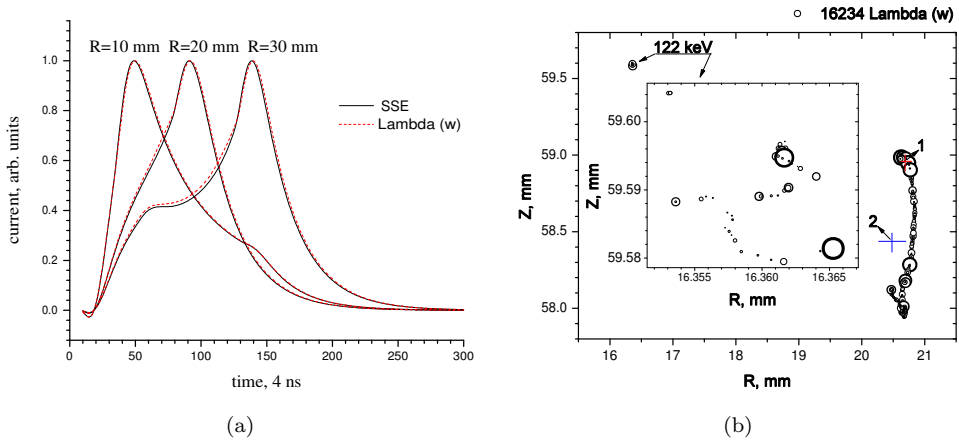 R=10 mm R=20 mm R=30 mm
SSE
Lambda (w)
current, arb. units
1.0
0.8
0.6
0.4
0.2
0.0
0 50 100 150 200 250 300
time, 4 ns
(a)
16234 Lambda (w)
122 keV
Z, mm
59.5
59.0
58.5
58.0
Z, mm
59.60
59.59
59.58
16.355 16.360 16.365
R, mm
1
2
16 17 18 19 20 21
R, mm
(b)